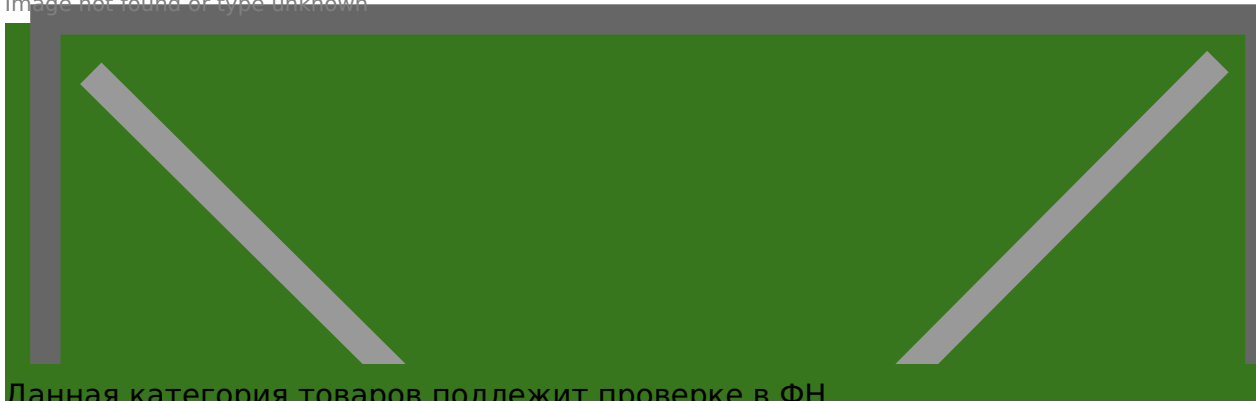 Image not found or type unknown
Данная категория товаров подлежит проверке в ФН